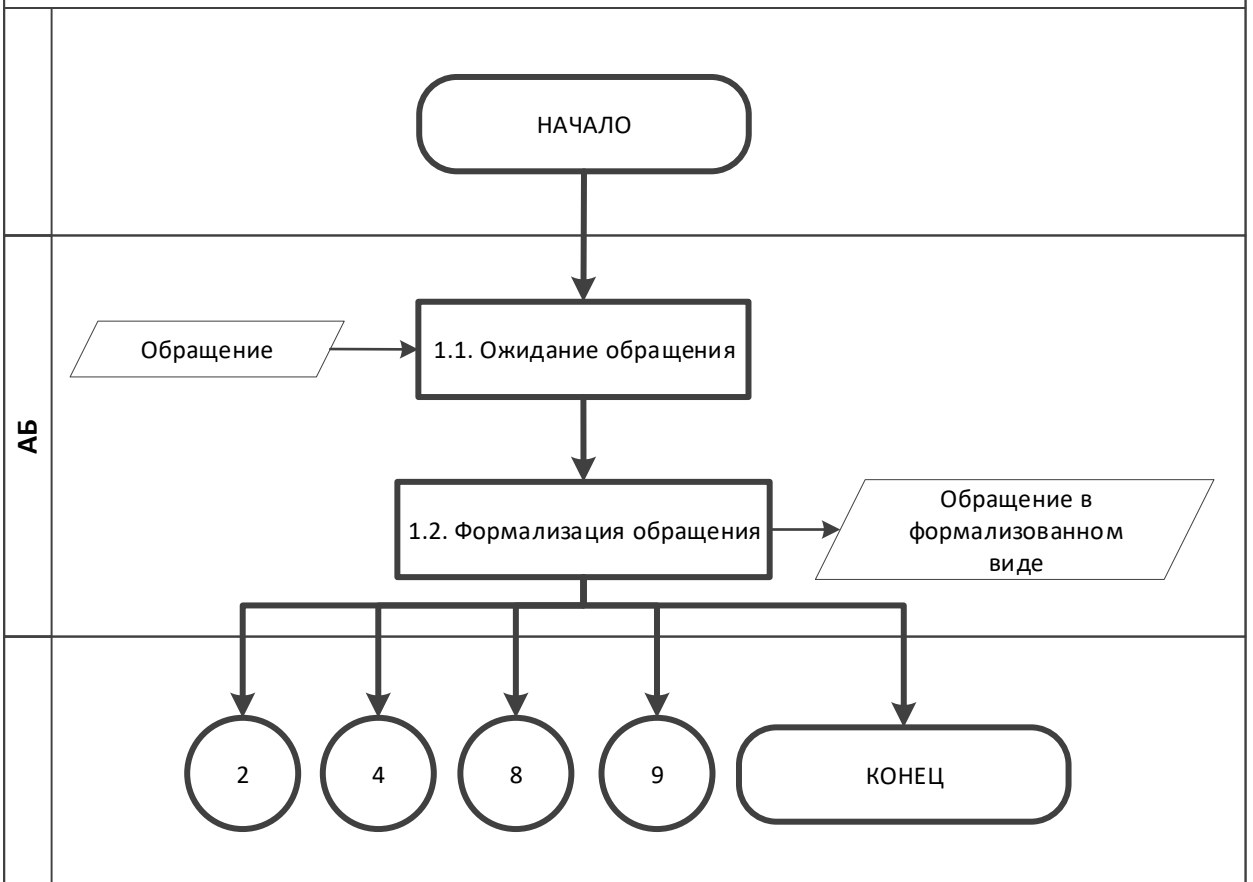 НАЧАЛО
Обращение
1.1. Ожидание обращения
АБ
1.2. Формализация обращения
Обращение в
формализованном
виде
2
4
8
9
КОНЕЦ